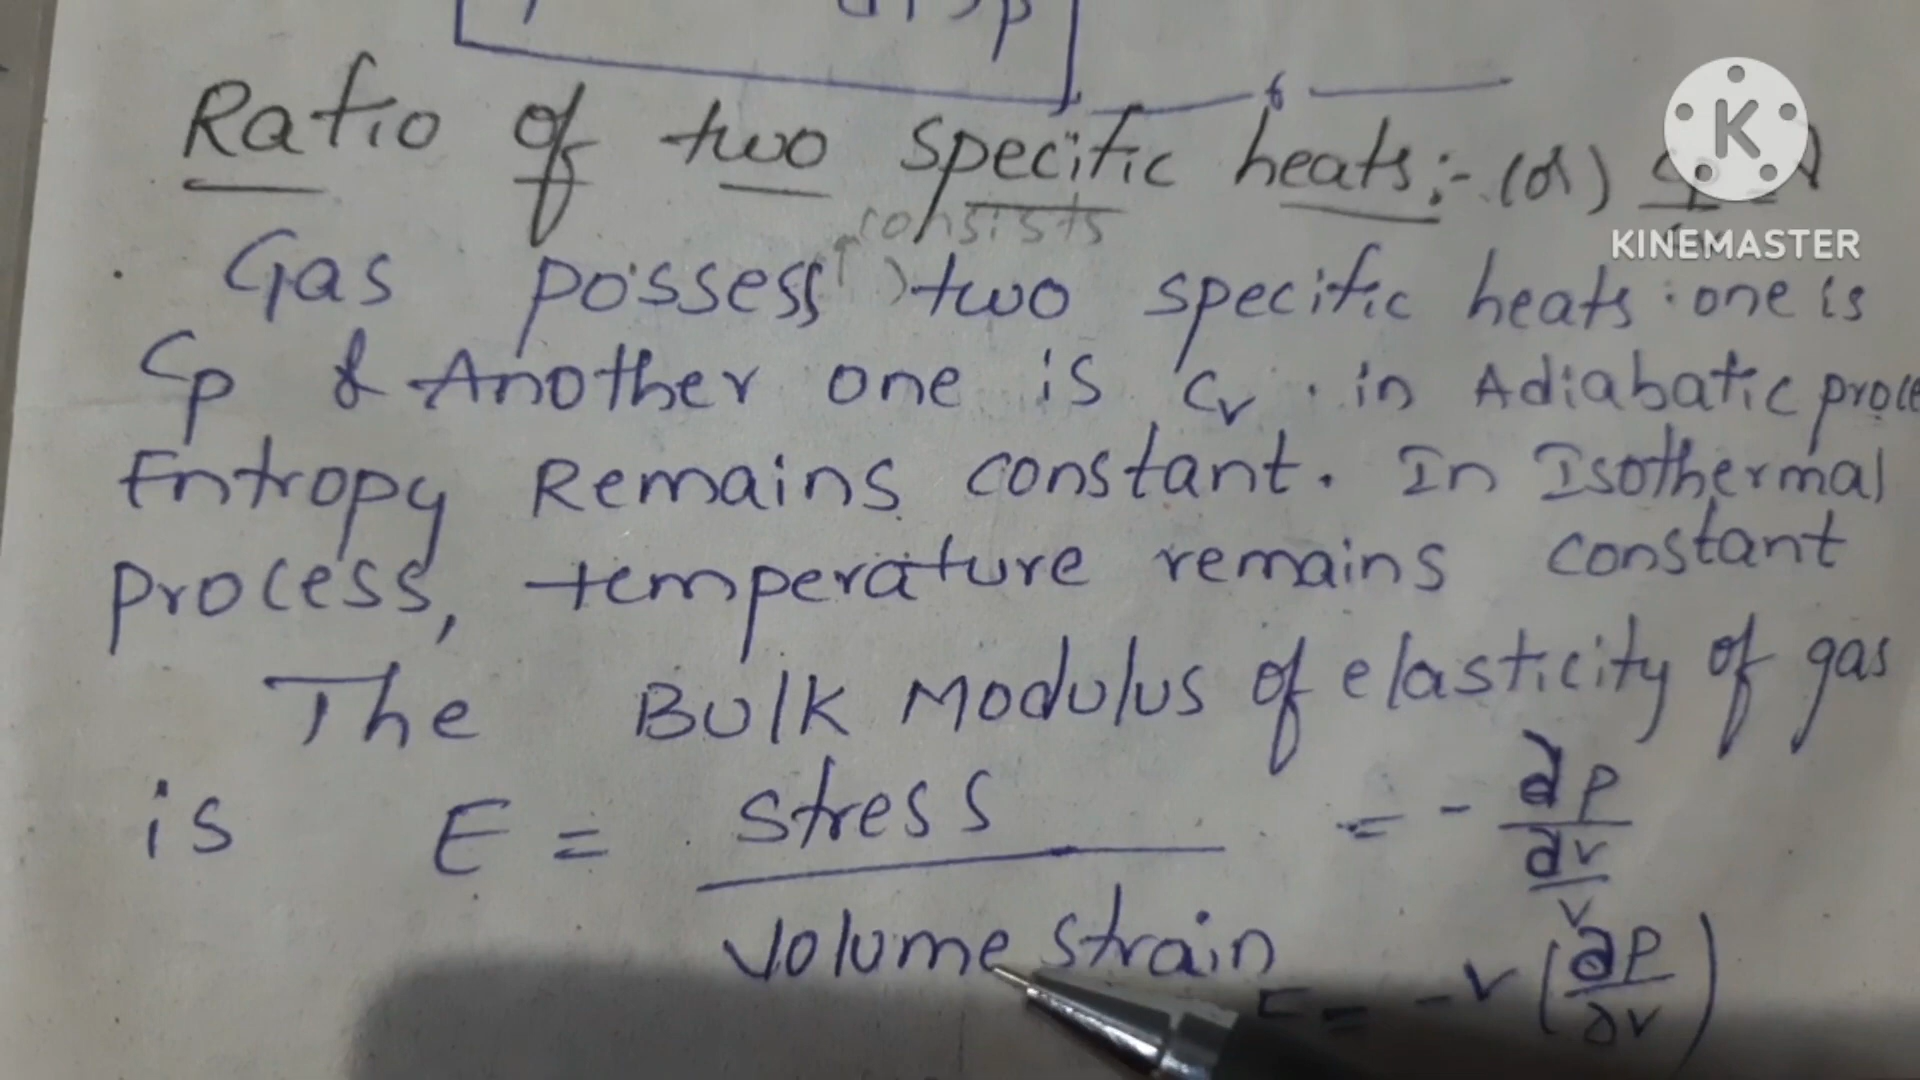 Ratio of two specific heats:- (or)
consists
Gas possess two specific heats. one is
Cp & Another one is Cv. in Adiabatic proce
Entropy Remains constant. In Isothermal
process, temperature remains constant
The Bulk Modulus of elasticity of gas
is E = stress / volume strain = - ∂p / ∂v / v
E = -v (∂p / ∂v)
K
KINEMASTER